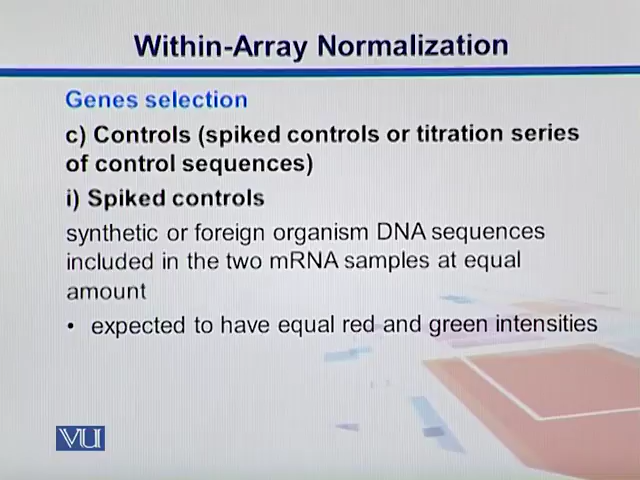 Within-Array Normalization
Genes selection
c) Controls (spiked controls or titration series
of control sequences)
i) Spiked controls
synthetic or foreign organism DNA sequences
included in the two mRNA samples at equal
amount
• expected to have equal red and green intensities
VU